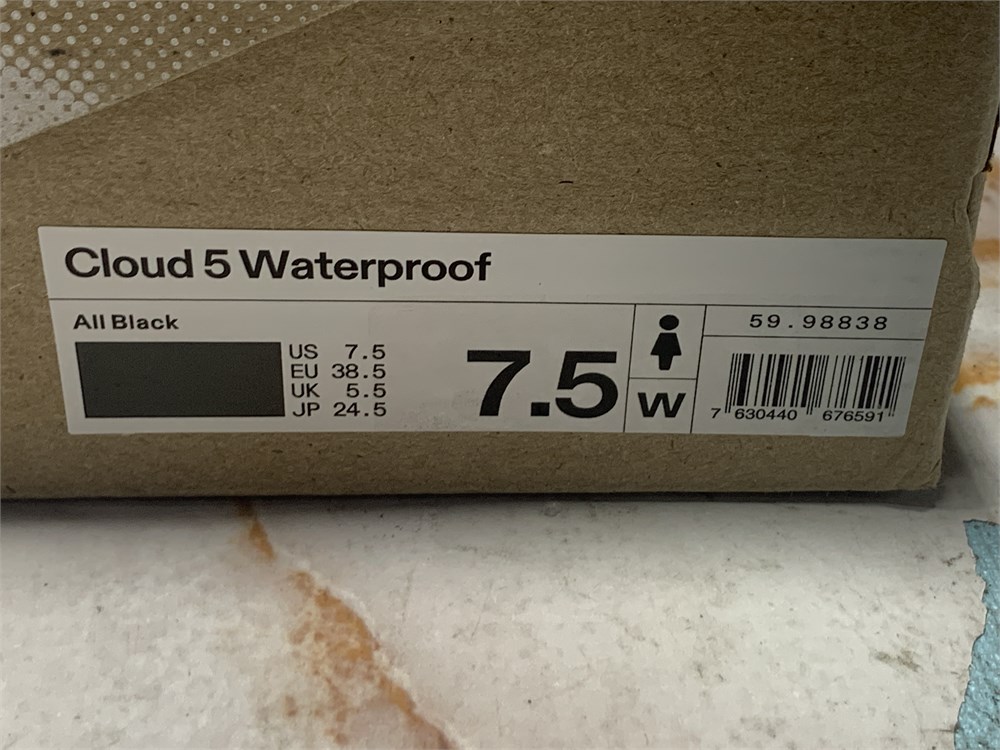 Cloud 5 Waterproof
All Black
US 7.5
EU 38.5
UK 5.5
JP 24.5
7.5
W
59.98838
7 630440 676591